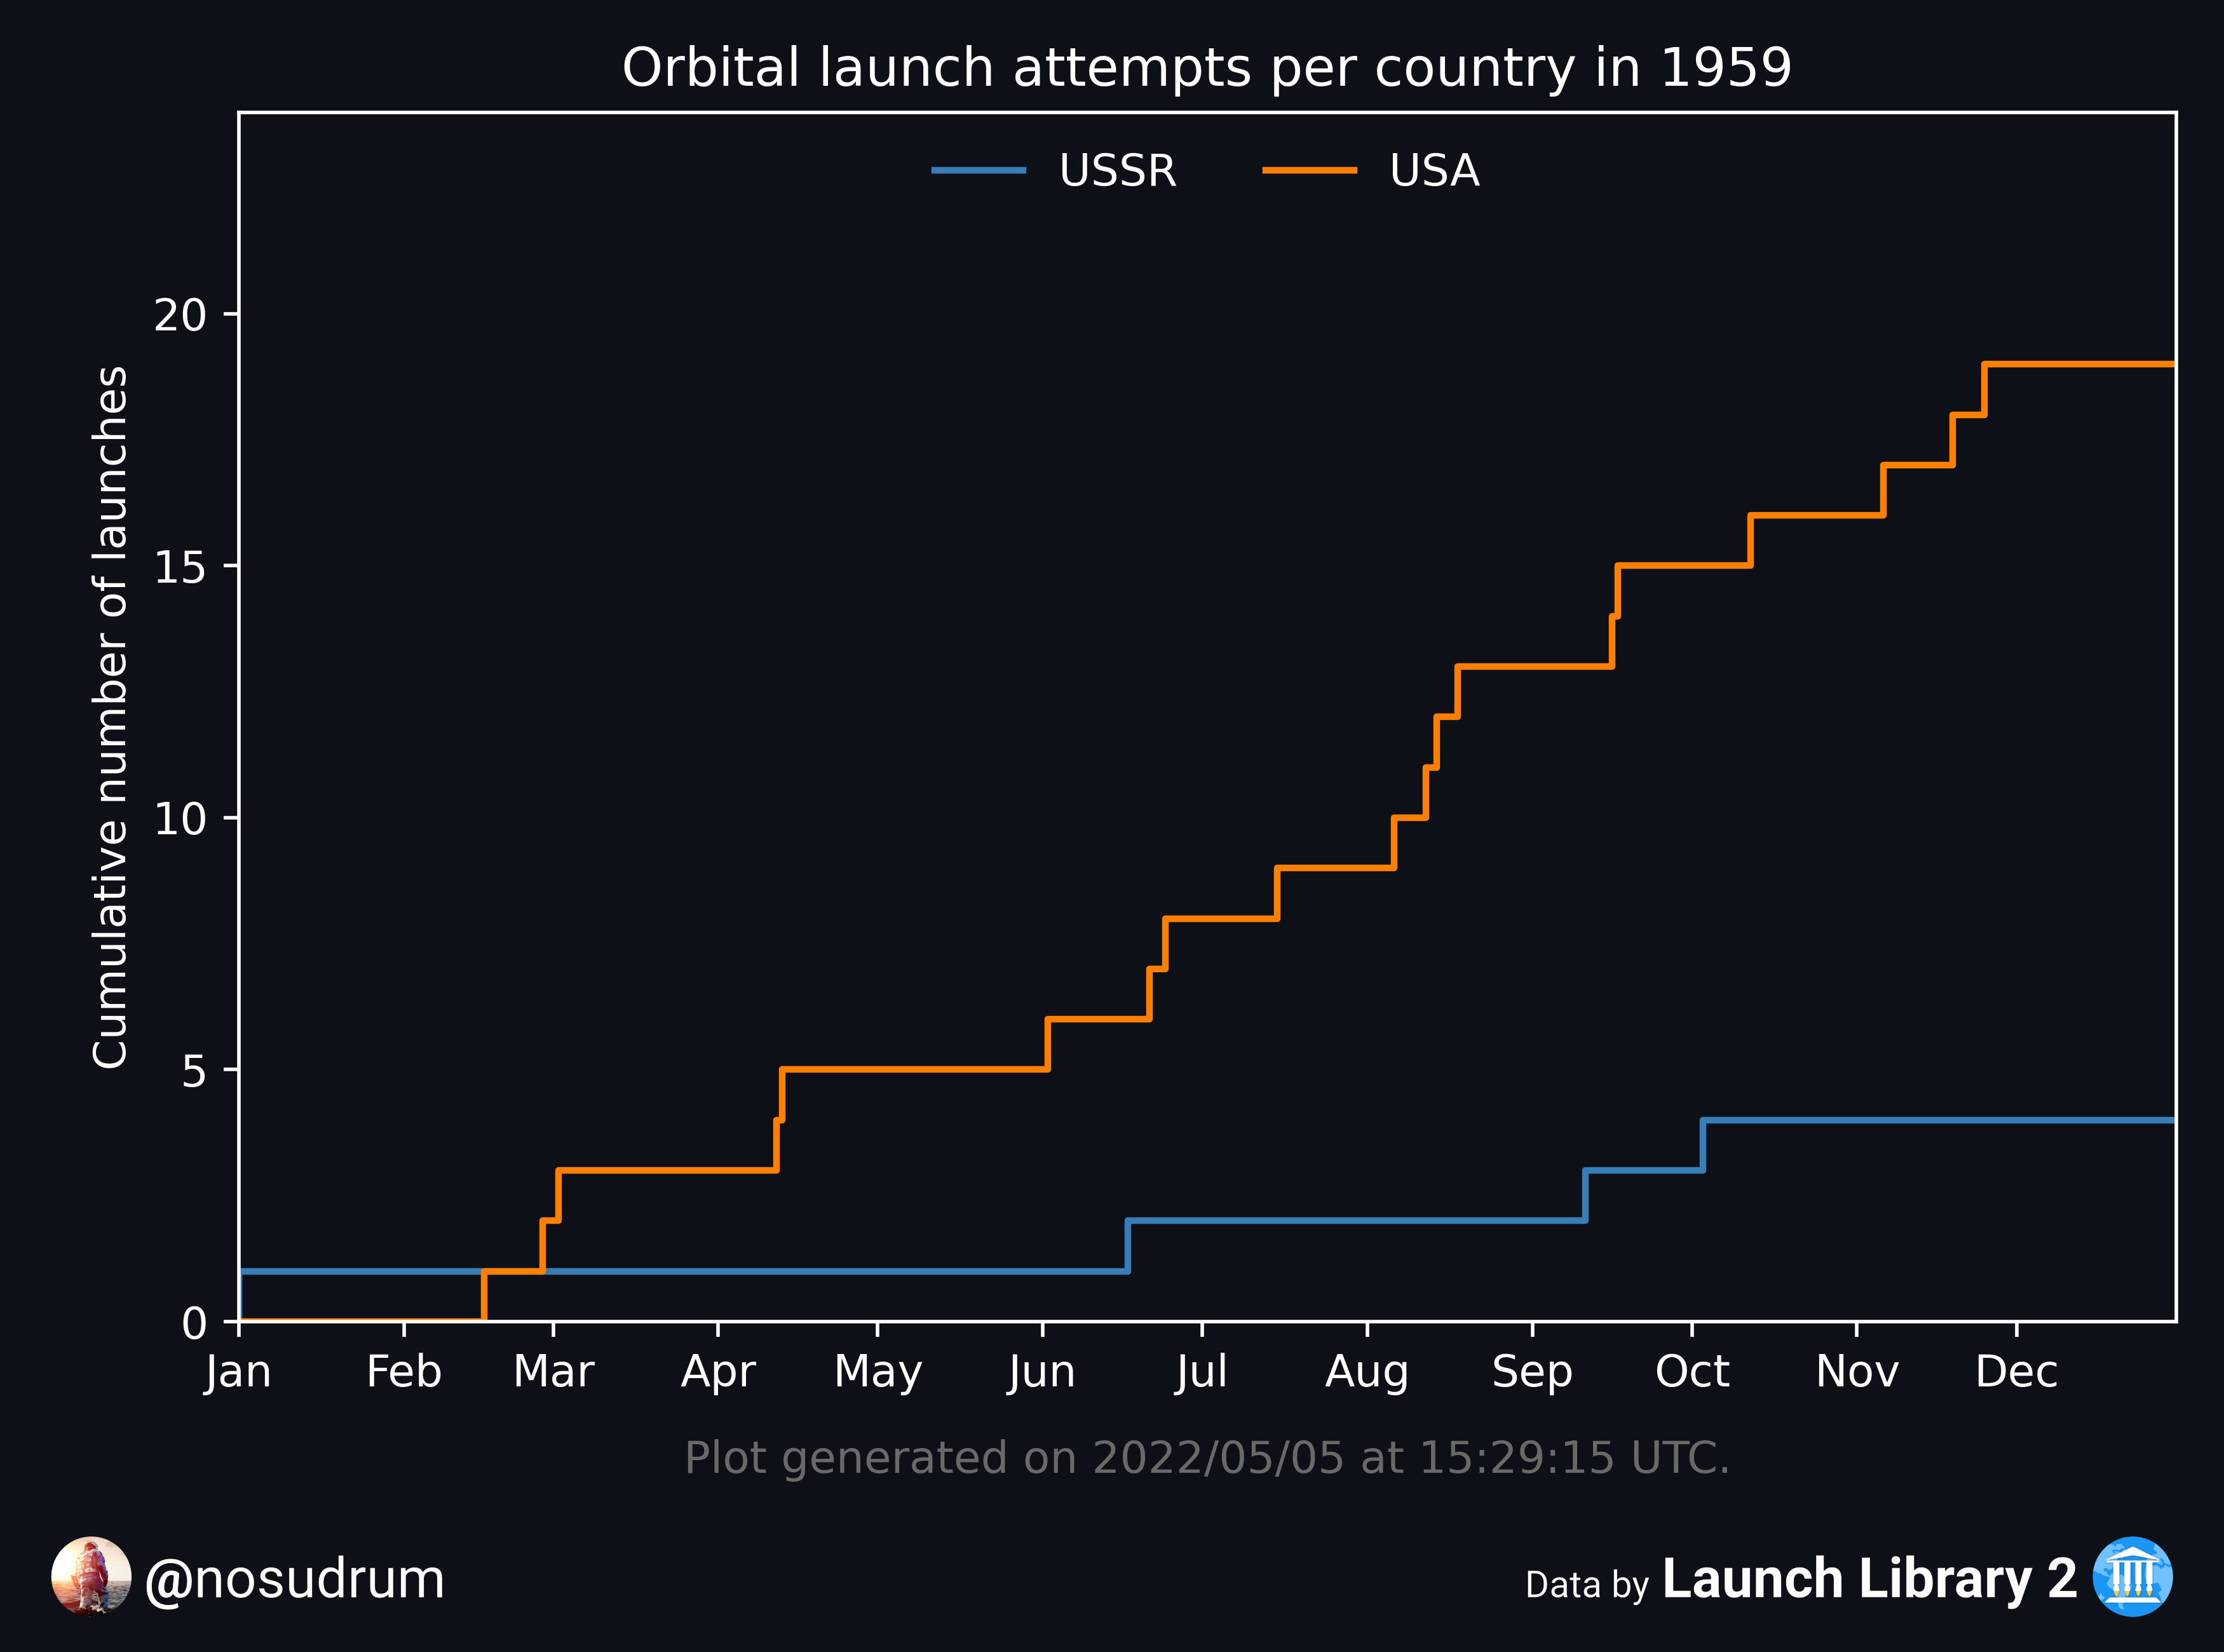 Orbital launch attempts per country in 1959
USSR USA
Cumulative number of launches
20
15
10
5
0
Jan Feb Mar Apr May Jun Jul Aug Sep Oct Nov Dec
Plot generated on 2022/05/05 at 15:29:15 UTC.
@nosudrum
Data by Launch Library 2